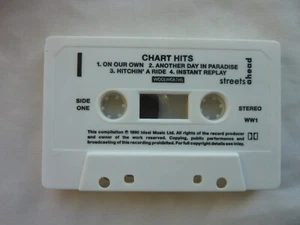 CHART HITS
1. ON OUR OWN 2. ANOTHER DAY IN PARADISE
3. HITCHIN' A RIDE 4. INSTANT REPLAY
WOOLWORTHS
streets ahead
SIDE ONE
STEREO
WW1
This compilation ℗ 1990 Ideal Music Ltd. All rights of the record producer
and owner of the work reserved. Copying, public performance and
broadcasting of this recording prohibited. For full copyright details see inlay.